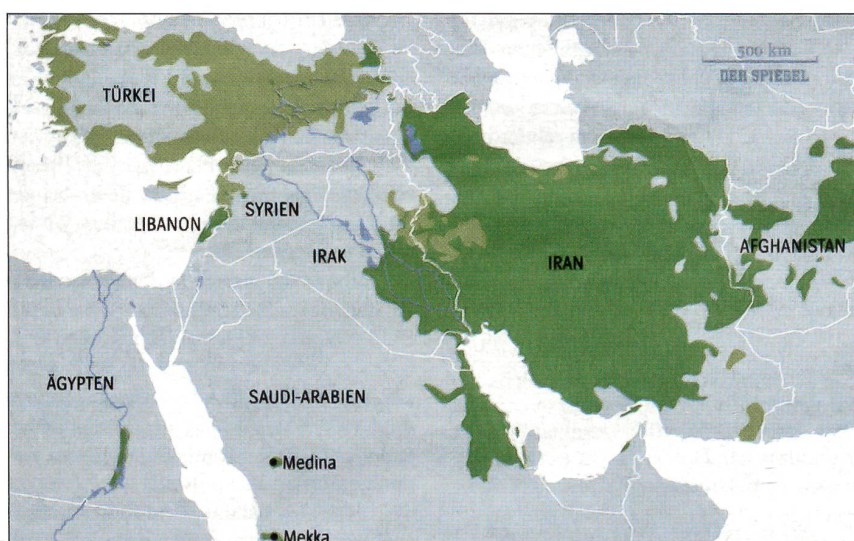 500 km
DER SPIEGEL
TÜRKEI
LIBANON
SYRIEN
IRAK
IRAN
AFGHANISTAN
ÄGYPTEN
SAUDI-ARABIEN
Medina
Mekka